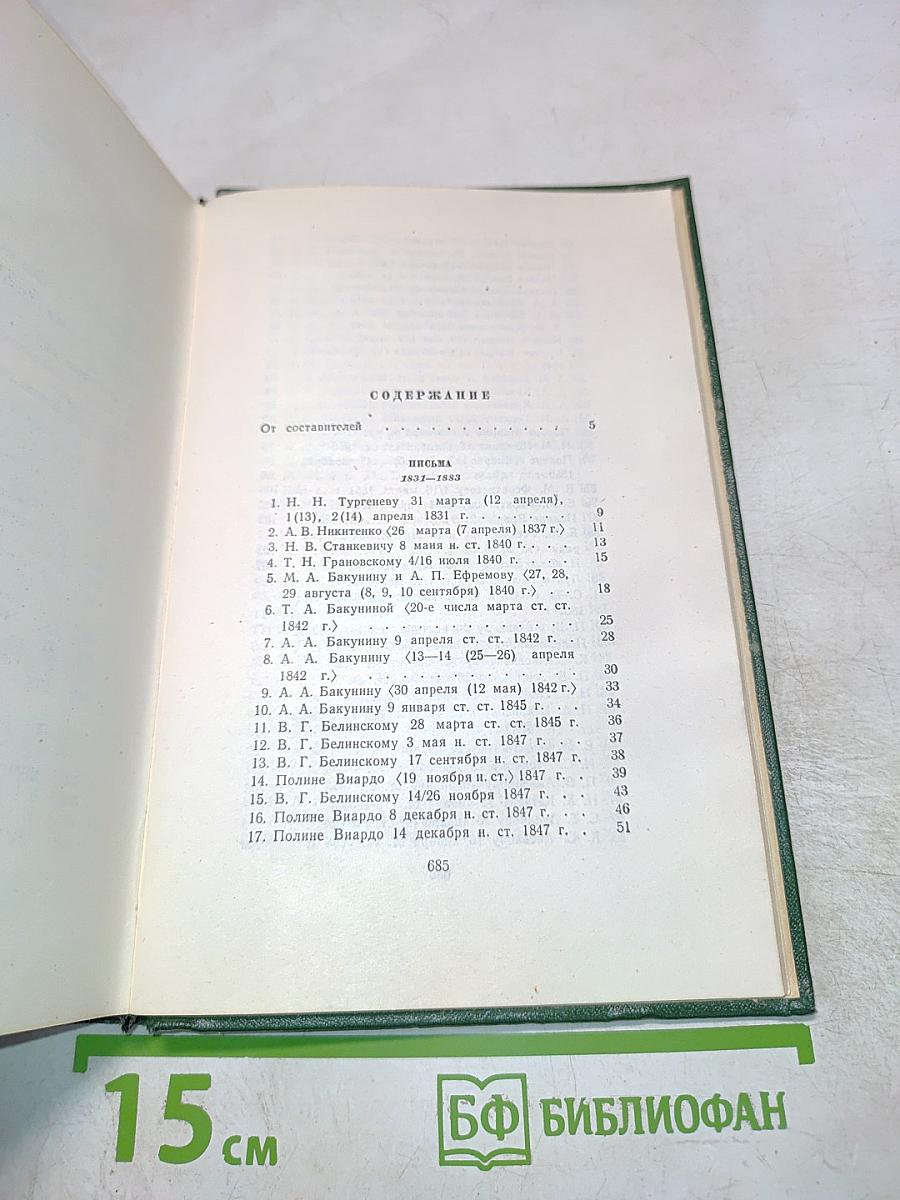 СОДЕРЖАНИЕ
От составителей . . . . . . . . . . . . 5
ПИСЬМА
1831—1883
1. Н. Н. Тургеневу 31 марта (12 апреля),
1(13), 2(14) апреля 1831 г. . . . . . . 9
2. А. В. Никитенко ⟨26 марта (7 апреля) 1837 г.⟩ 11
3. Н. В. Станкевичу 8 мая н. ст. 1840 г. . . . 13
4. Т. Н. Грановскому 4/16 июля 1840 г. . . . . 15
5. М. А. Бакунину и А. П. Ефремову ⟨27, 28,
29 августа (8, 9, 10 сентября) 1840 г.⟩ . . 18
6. Т. А. Бакуниной ⟨20-е числа марта ст. ст.
1842 г.⟩ . . . . . . . . . . . . 25
7. А. А. Бакунину 9 апреля ст. ст. 1842 г. . 28
8. А. А. Бакунину ⟨13—14 (25—26) апреля
1842 г.⟩ . . . . . . . . . . . . 30
9. А. А. Бакунину ⟨30 апреля (12 мая) 1842 г.⟩ 33
10. А. А. Бакунину 9 января ст. ст. 1845 г. . . 34
11. В. Г. Белинскому 28 марта ст. ст. 1845 г. 36
12. В. Г. Белинскому 3 мая н. ст. 1847 г. . . 37
13. В. Г. Белинскому 17 сентября н. ст. 1847 г. 38
14. Полине Виардо ⟨19 ноября н. ст.⟩ 1847 г. . 39
15. В. Г. Белинскому 14/26 ноября 1847 г. . . 43
16. Полине Виардо 8 декабря н. ст. 1847 г. . . 46
17. Полине Виардо 14 декабря н. ст. 1847 г. . 51
685
15 см
БФ БИБЛИОФАН